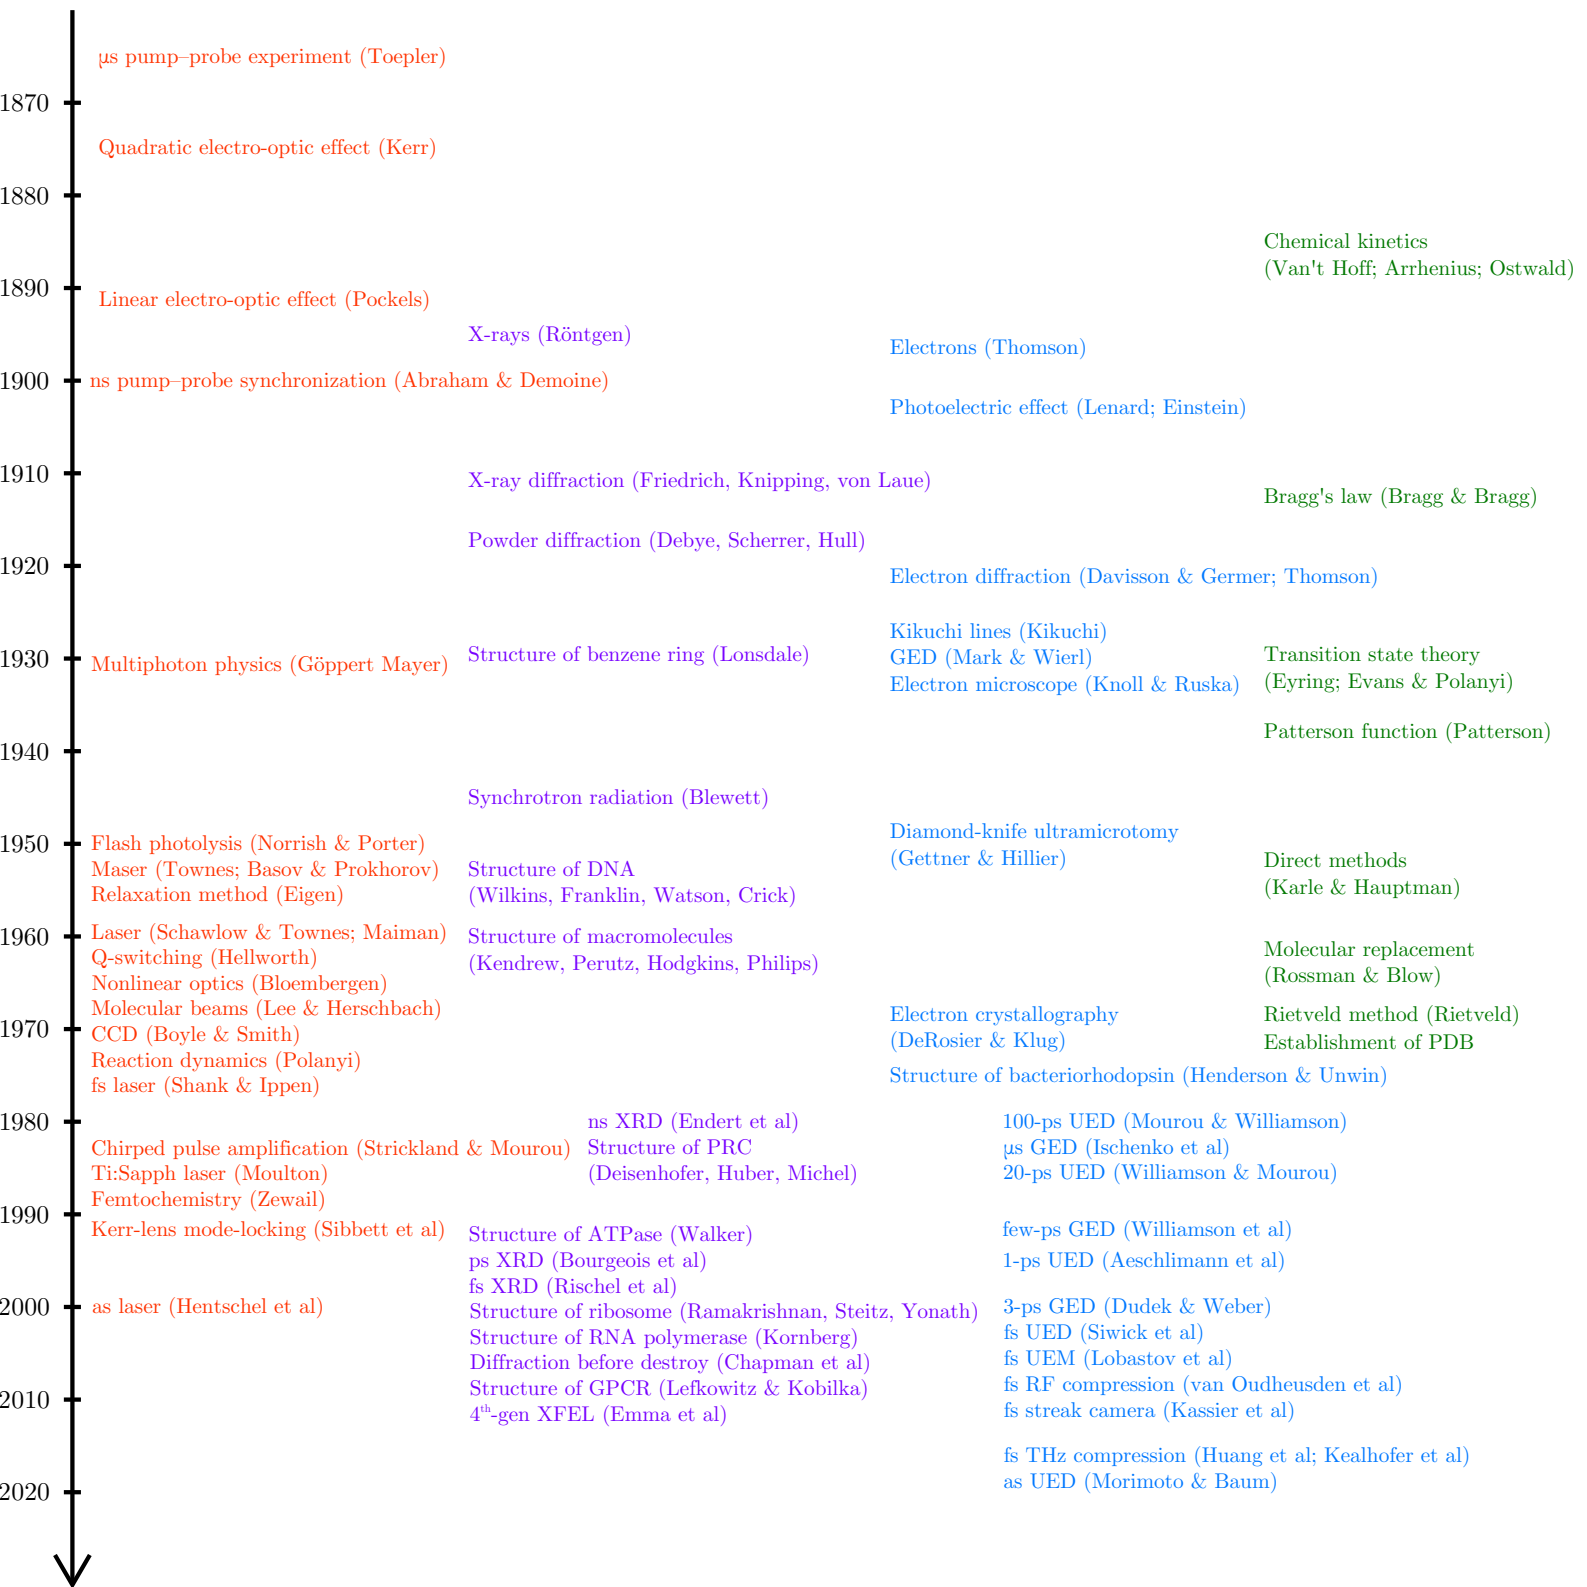 µs pump–probe experiment (Toepler)
1870
Quadratic electro-optic effect (Kerr)
1880
Chemical kinetics
(Van't Hoff; Arrhenius; Ostwald)
1890
Linear electro-optic effect (Pockels)
X-rays (Röntgen)
Electrons (Thomson)
1900
ns pump–probe synchronization (Abraham & Demoine)
Photoelectric effect (Lenard; Einstein)
1910
X-ray diffraction (Friedrich, Knipping, von Laue)
Bragg's law (Bragg & Bragg)
Powder diffraction (Debye, Scherrer, Hull)
1920
Electron diffraction (Davisson & Germer; Thomson)
Kikuchi lines (Kikuchi)
1930
Multiphoton physics (Göppert Mayer)
Structure of benzene ring (Lonsdale)
GED (Mark & Wierl)
Electron microscope (Knoll & Ruska)
Transition state theory
(Eyring; Evans & Polanyi)
Patterson function (Patterson)
1940
Synchrotron radiation (Blewett)
Diamond-knife ultramicrotomy
(Gettner & Hillier)
1950
Flash photolysis (Norrish & Porter)
Maser (Townes; Basov & Prokhorov)
Relaxation method (Eigen)
Structure of DNA
(Wilkins, Franklin, Watson, Crick)
Direct methods
(Karle & Hauptman)
1960
Laser (Schawlow & Townes; Maiman)
Q-switching (Hellworth)
Nonlinear optics (Bloembergen)
Molecular beams (Lee & Herschbach)
Structure of macromolecules
(Kendrew, Perutz, Hodgkins, Philips)
Molecular replacement
(Rossman & Blow)
1970
CCD (Boyle & Smith)
Reaction dynamics (Polanyi)
fs laser (Shank & Ippen)
Electron crystallography
(DeRosier & Klug)
Rietveld method (Rietveld)
Establishment of PDB
Structure of bacteriorhodopsin (Henderson & Unwin)
1980
ns XRD (Endert et al)
100-ps UED (Mourou & Williamson)
Chirped pulse amplification (Strickland & Mourou)
Structure of PRC
(Deisenhofer, Huber, Michel)
µs GED (Ischenko et al)
20-ps UED (Williamson & Mourou)
Ti:Sapph laser (Moulton)
Femtochemistry (Zewail)
1990
Kerr-lens mode-locking (Sibbett et al)
Structure of ATPase (Walker)
few-ps GED (Williamson et al)
ps XRD (Bourgeois et al)
1-ps UED (Aeschlimann et al)
fs XRD (Rischel et al)
2000
as laser (Hentschel et al)
Structure of ribosome (Ramakrishnan, Steitz, Yonath)
3-ps GED (Dudek & Weber)
Structure of RNA polymerase (Kornberg)
fs UED (Siwick et al)
Diffraction before destroy (Chapman et al)
fs UEM (Lobastov et al)
Structure of GPCR (Lefkowitz & Kobilka)
fs RF compression (van Oudheusden et al)
2010
4th-gen XFEL (Emma et al)
fs streak camera (Kassier et al)
fs THz compression (Huang et al; Kealhofer et al)
as UED (Morimoto & Baum)
2020